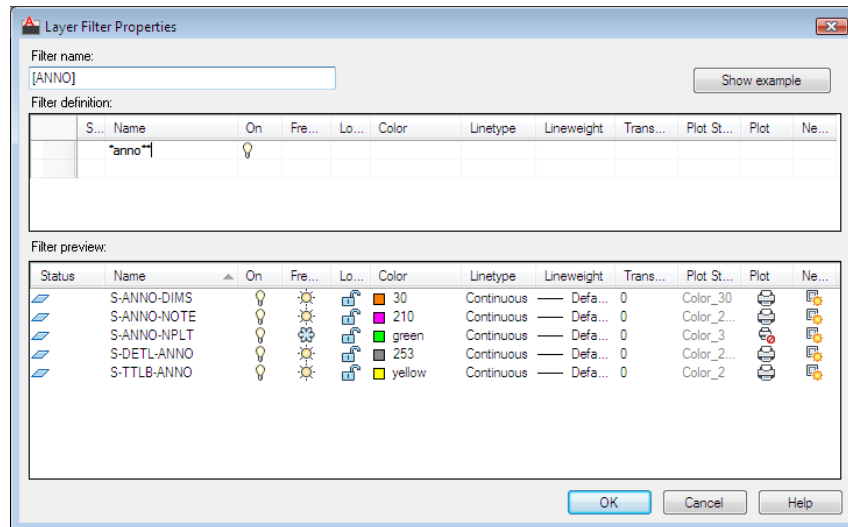 Layer Filter Properties
Filter name:
[ANNO]
Show example
Filter definition:
S... Name On Fre... Lo... Color Linetype Lineweight Trans... Plot St... Plot Ne...
*anno**
Filter preview:
Status Name On Fre... Lo... Color Linetype Lineweight Trans... Plot St... Plot Ne...
S-ANNO-DIMS 30 Continuous Defa... 0 Color_30
S-ANNO-NOTE 210 Continuous Defa... 0 Color_2...
S-ANNO-NPLT green Continuous Defa... 0 Color_3
S-DETL-ANNO 253 Continuous Defa... 0 Color_2...
S-TTLB-ANNO yellow Continuous Defa... 0 Color_2
OK Cancel Help